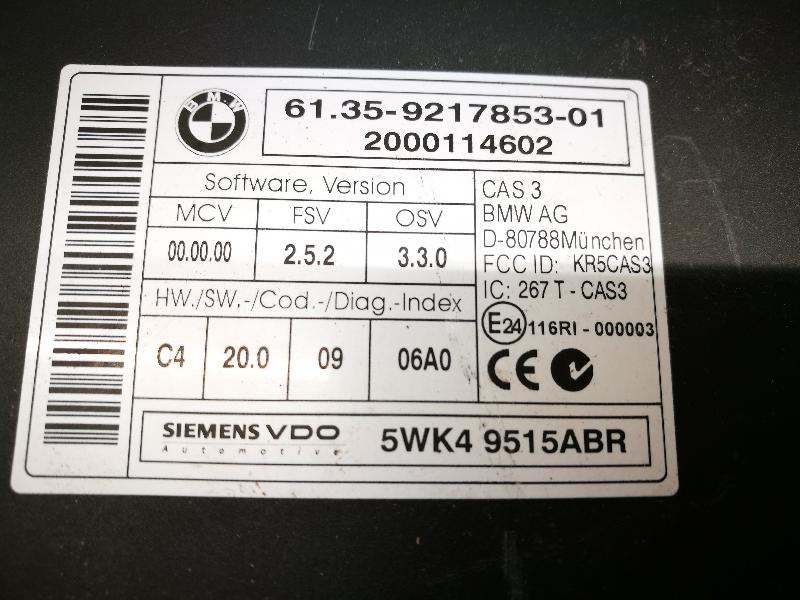 BMW
61.35-9217853-01
2000114602
Software, Version
MCV FSV OSV
00.00.00 2.5.2 3.3.0
HW./SW.-/Cod.-/Diag.-Index
C4 20.0 09 06A0
CAS 3
BMW AG
D-80788München
FCC ID: KR5CAS3
IC: 267 T - CAS3
E24 116RI - 000003
CE
SIEMENS VDO
Automotive
5WK4 9515ABR